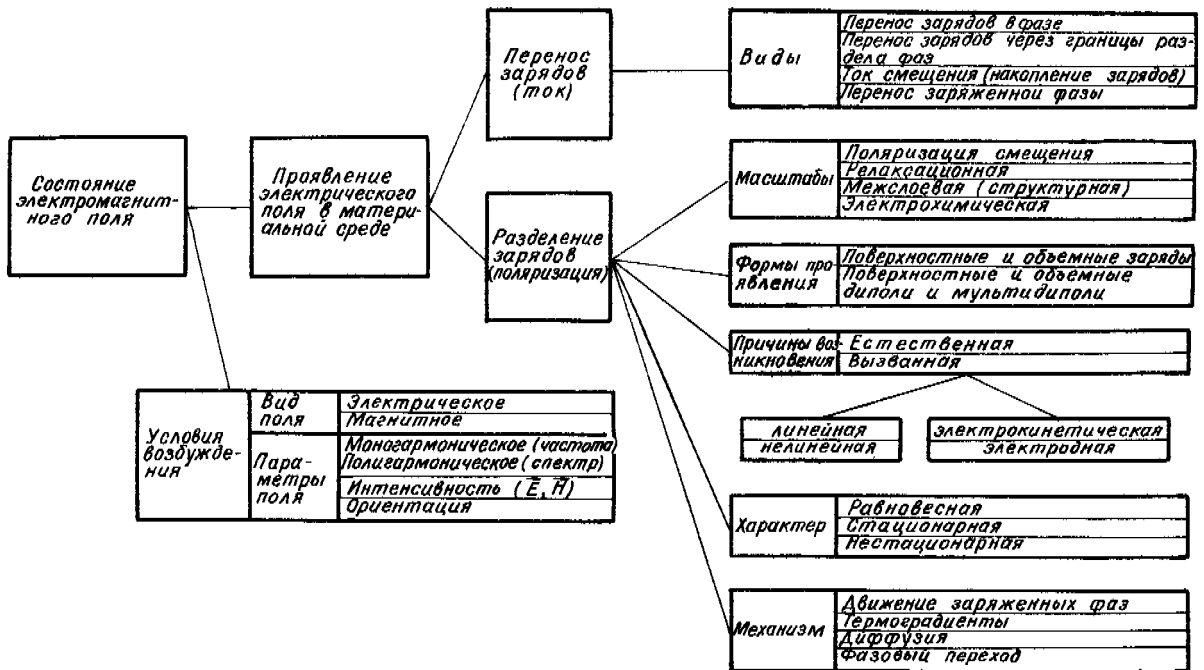 Состояние
электромагнит-
ного поля
Проявление
электрического
поля в матери-
альной среде
Перенос
зарядов
(ток)
Разделение
зарядов
(поляризация)
Виды
Перенос зарядов в фазе
Перенос зарядов через границы раз-
дела фаз
Ток смещения (накопление зарядов)
Перенос заряженной фазы
Масштабы
Поляризация смещения
Релаксационная
Межслоевая (структурная)
Электрохимическая
Формы про-
явления
Поверхностные и объемные заряды
Поверхностные и объемные
диполи и мультидиполи
Причины воз-
никновения
Естественная
Вызванная
линейная
нелинейная
электрокинетическая
электродная
Характер
Равновесная
Стационарная
Нестационарная
Механизм
Движение заряженных фаз
Термоградиенты
Диффузия
Фазовый переход
Условия
возбужде-
ния
Вид
поля
Электрическое
Магнитное
Пара-
метры
поля
Моногармоническое (частота)
Полигармоническое (спектр)
Интенсивность (E̅, H̅)
Ориентация